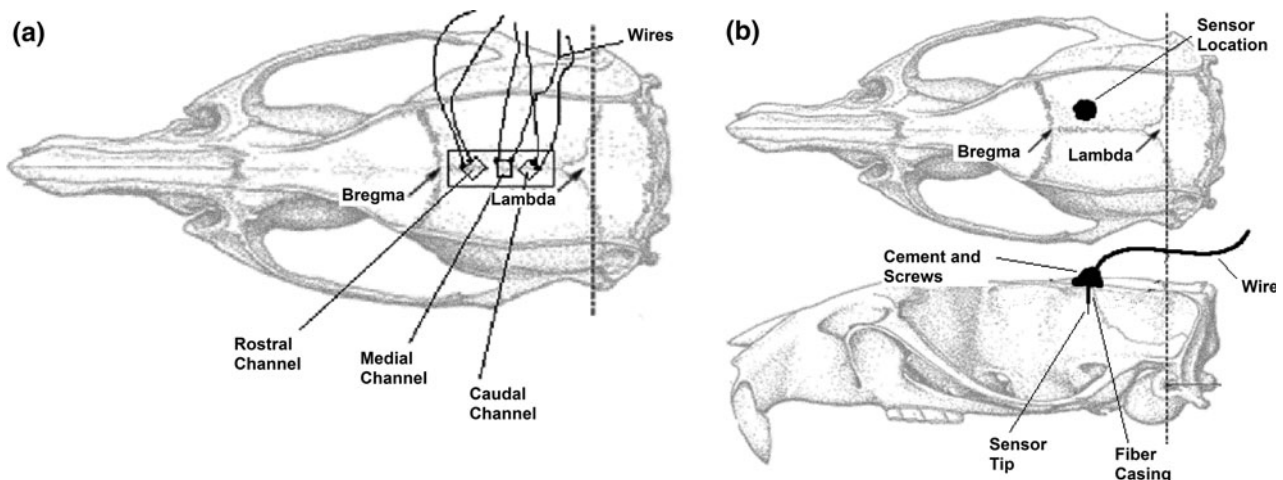 (a)
Wires
Bregma
Lambda
Rostral
Channel
Medial
Channel
Caudal
Channel
(b)
Sensor
Location
Bregma
Lambda
Cement and
Screws
Wire
Sensor
Tip
Fiber
Casing